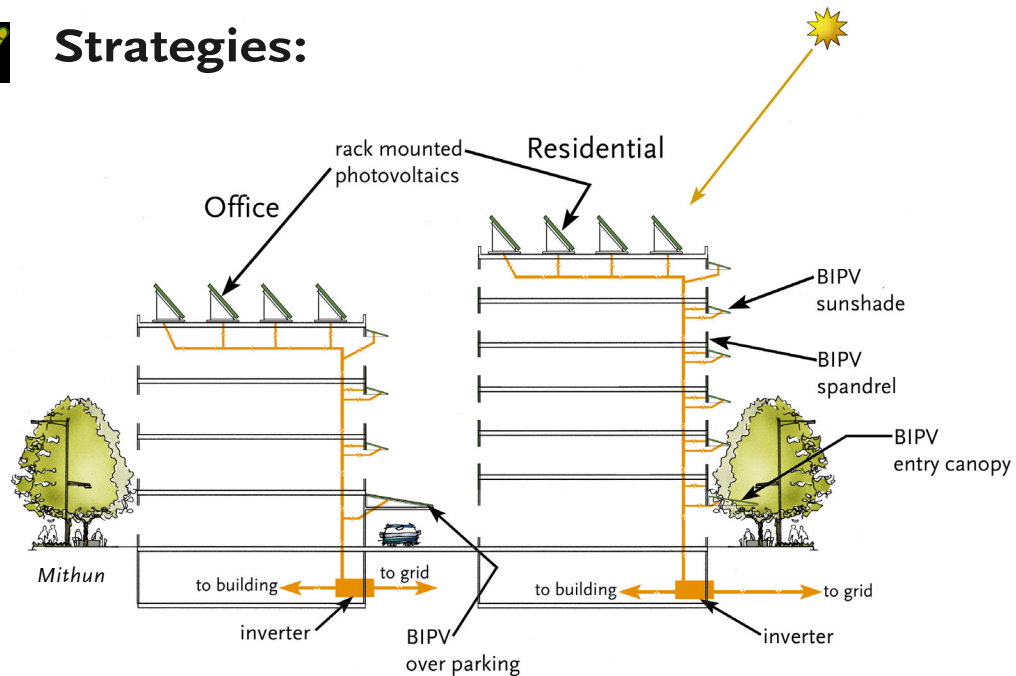 Strategies:
rack mounted
photovoltaics
Residential
Office
BIPV
sunshade
BIPV
spandrel
BIPV
entry canopy
Mithun
to building
to grid
to building
to grid
inverter
BIPV
over parking
inverter